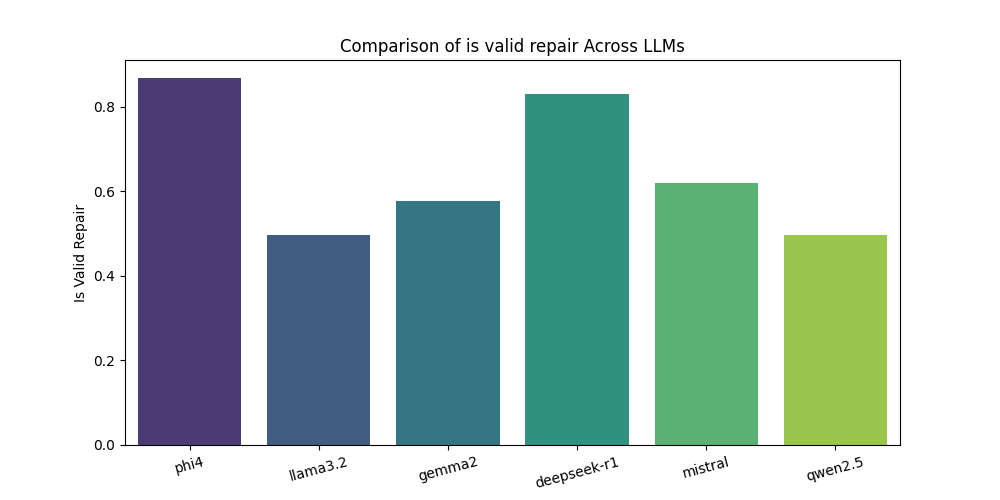 Comparison of is valid repair Across LLMs
Is Valid Repair
0.8
0.6
0.4
0.2
0.0
phi4
llama3.2
gemma2
deepseek-r1
mistral
qwen2.5